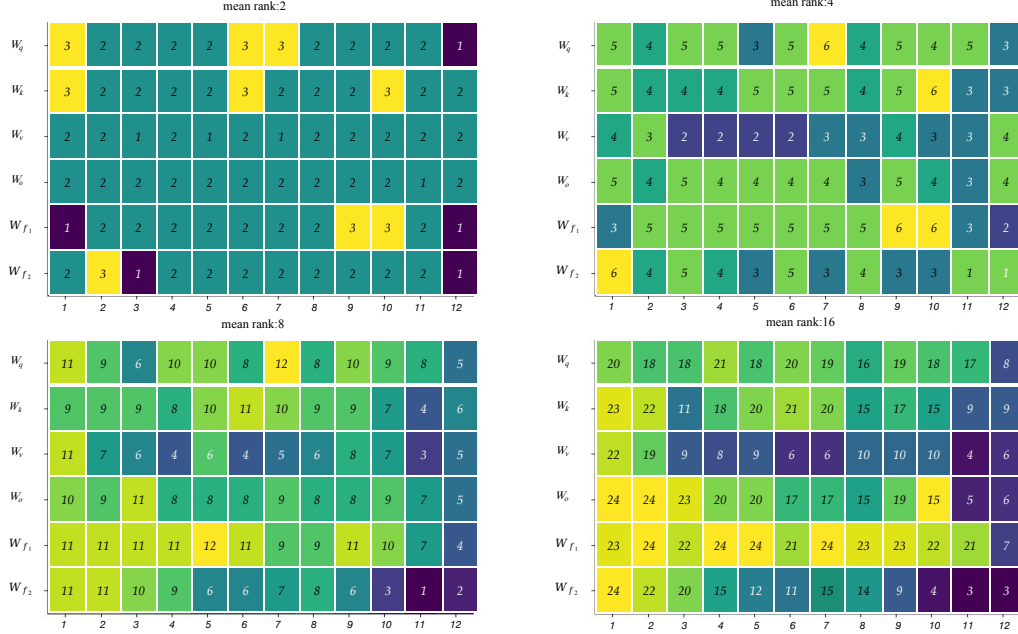 mean rank:2
W_q 3 2 2 2 2 3 3 2 2 2 2 1
W_k 3 2 2 2 2 3 2 2 2 3 2 2
W_v 2 2 1 2 1 2 1 2 2 2 2 2
W_o 2 2 2 2 2 2 2 2 2 2 1 2
W_{f_1} 1 2 2 2 2 2 2 2 3 3 2 1
W_{f_2} 2 3 1 2 2 2 2 2 2 2 2 1
1 2 3 4 5 6 7 8 9 10 11 12
mean rank:4
W_q 5 4 5 5 3 5 6 4 5 4 5 3
W_k 5 4 4 4 5 5 5 4 5 6 3 3
W_v 4 3 2 2 2 2 3 3 4 3 3 4
W_o 5 4 5 4 4 4 4 3 5 4 3 4
W_{f_1} 3 5 5 5 5 5 5 5 6 6 3 2
W_{f_2} 6 4 5 4 3 5 3 4 3 3 1 1
1 2 3 4 5 6 7 8 9 10 11 12
mean rank:8
W_q 11 9 6 10 10 8 12 8 10 9 8 5
W_k 9 9 9 8 10 11 10 9 9 7 4 6
W_v 11 7 6 4 6 4 5 6 8 7 3 5
W_o 10 9 11 8 8 8 9 8 8 9 7 5
W_{f_1} 11 11 11 11 12 11 9 9 11 10 7 4
W_{f_2} 11 11 10 9 6 6 7 8 6 3 1 2
1 2 3 4 5 6 7 8 9 10 11 12
mean rank:16
W_q 20 18 18 21 18 20 19 16 19 18 17 8
W_k 23 22 11 18 20 21 20 15 17 15 9 9
W_v 22 19 9 8 9 6 6 10 10 10 4 6
W_o 24 24 23 20 20 17 17 15 19 15 5 6
W_{f_1} 23 24 22 24 24 21 24 23 23 22 21 7
W_{f_2} 24 22 20 15 12 11 15 14 9 4 3 3
1 2 3 4 5 6 7 8 9 10 11 12